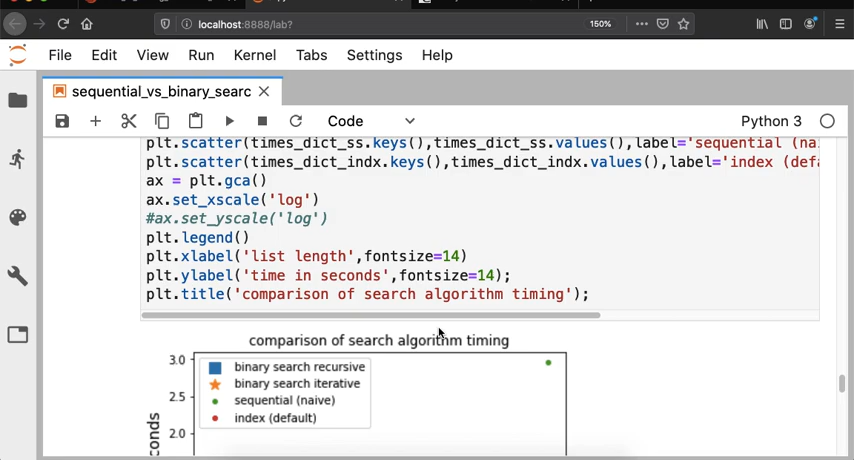 localhost:8888/lab?
150%
File Edit View Run Kernel Tabs Settings Help
sequential_vs_binary_searc
Code
Python 3
plt.scatter(times_dict_ss.keys(),times_dict_ss.values(),label='sequential (na
plt.scatter(times_dict_indx.keys(),times_dict_indx.values(),label='index (defa
ax = plt.gca()
ax.set_xscale('log')
#ax.set_yscale('log')
plt.legend()
plt.xlabel('list length',fontsize=14)
plt.ylabel('time in seconds',fontsize=14);
plt.title('comparison of search algorithm timing');
comparison of search algorithm timing
3.0
binary search recursive
binary search iterative
2.5
sequential (naive)
index (default)
2.0
conds